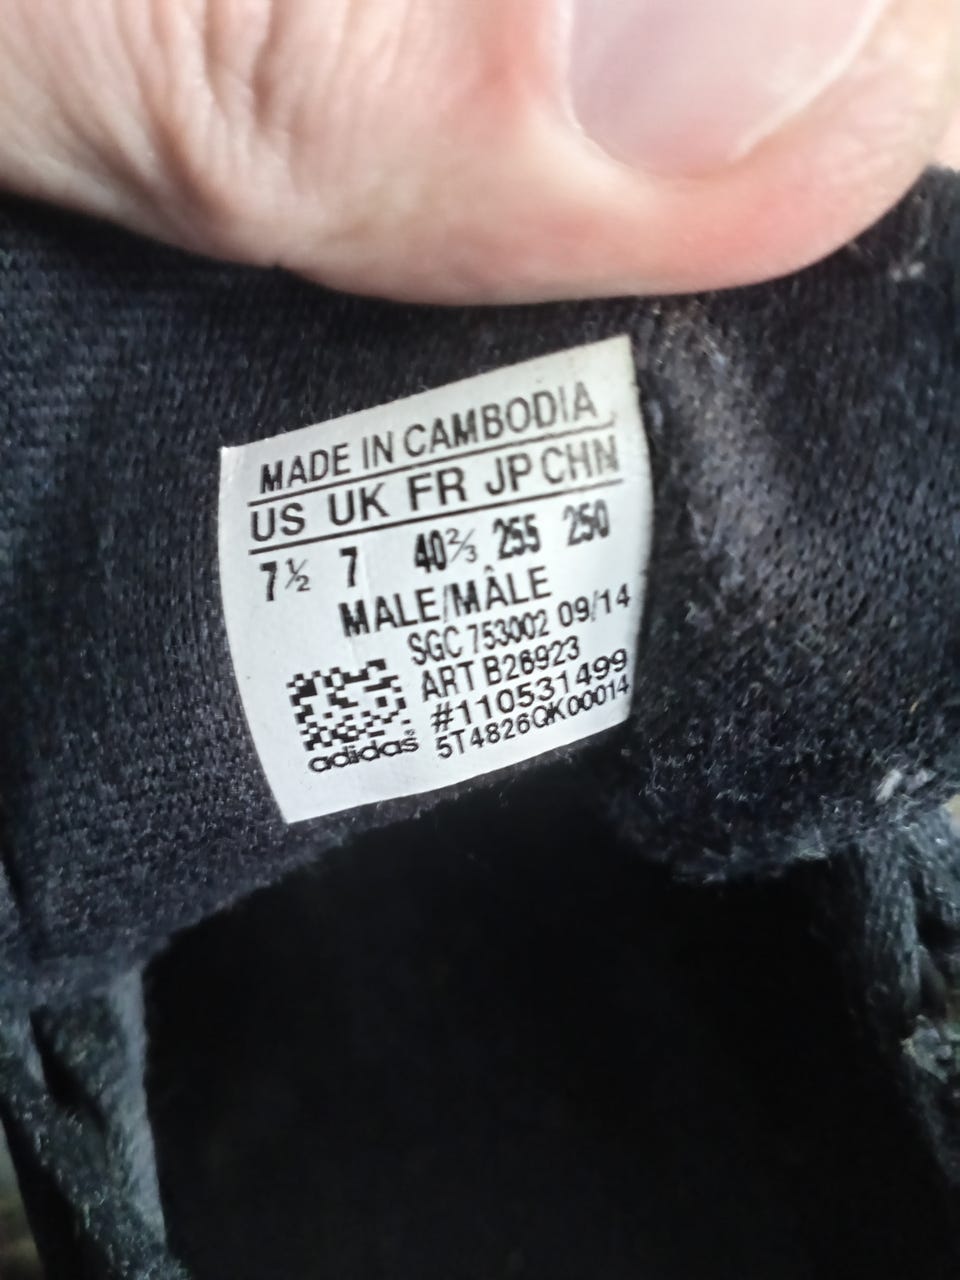 MADE IN CAMBODIA
US UK FR JP CHN
7½ 7 40⅔ 255 250
MALE/MÂLE
SGC 753002 09/14
ART B26923
#110531499
5T4826QK00014
adidas